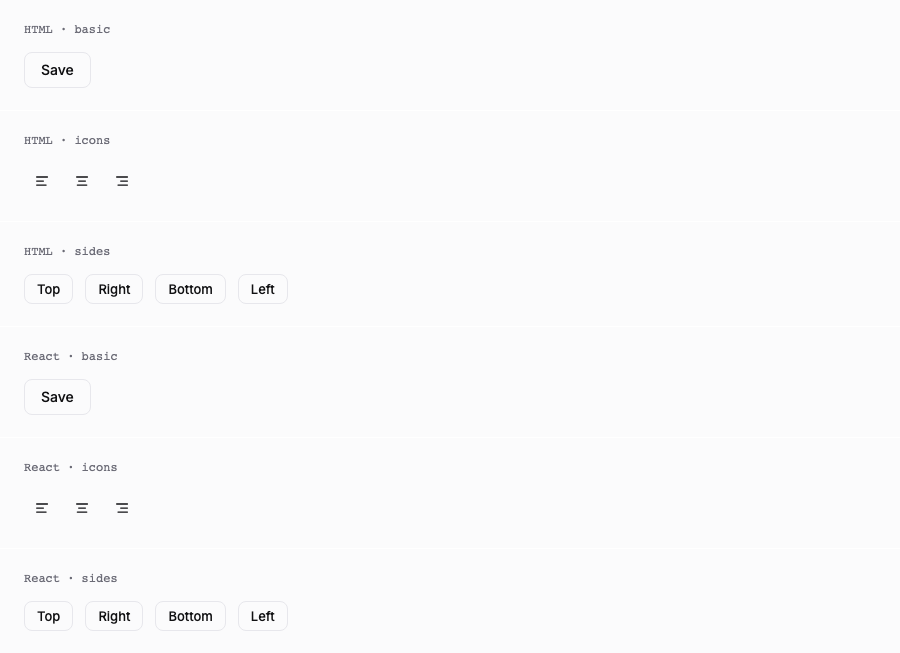 HTML · basic
Save
HTML · icons
HTML · sides
Top Right Bottom Left
React · basic
Save
React · icons
React · sides
Top Right Bottom Left